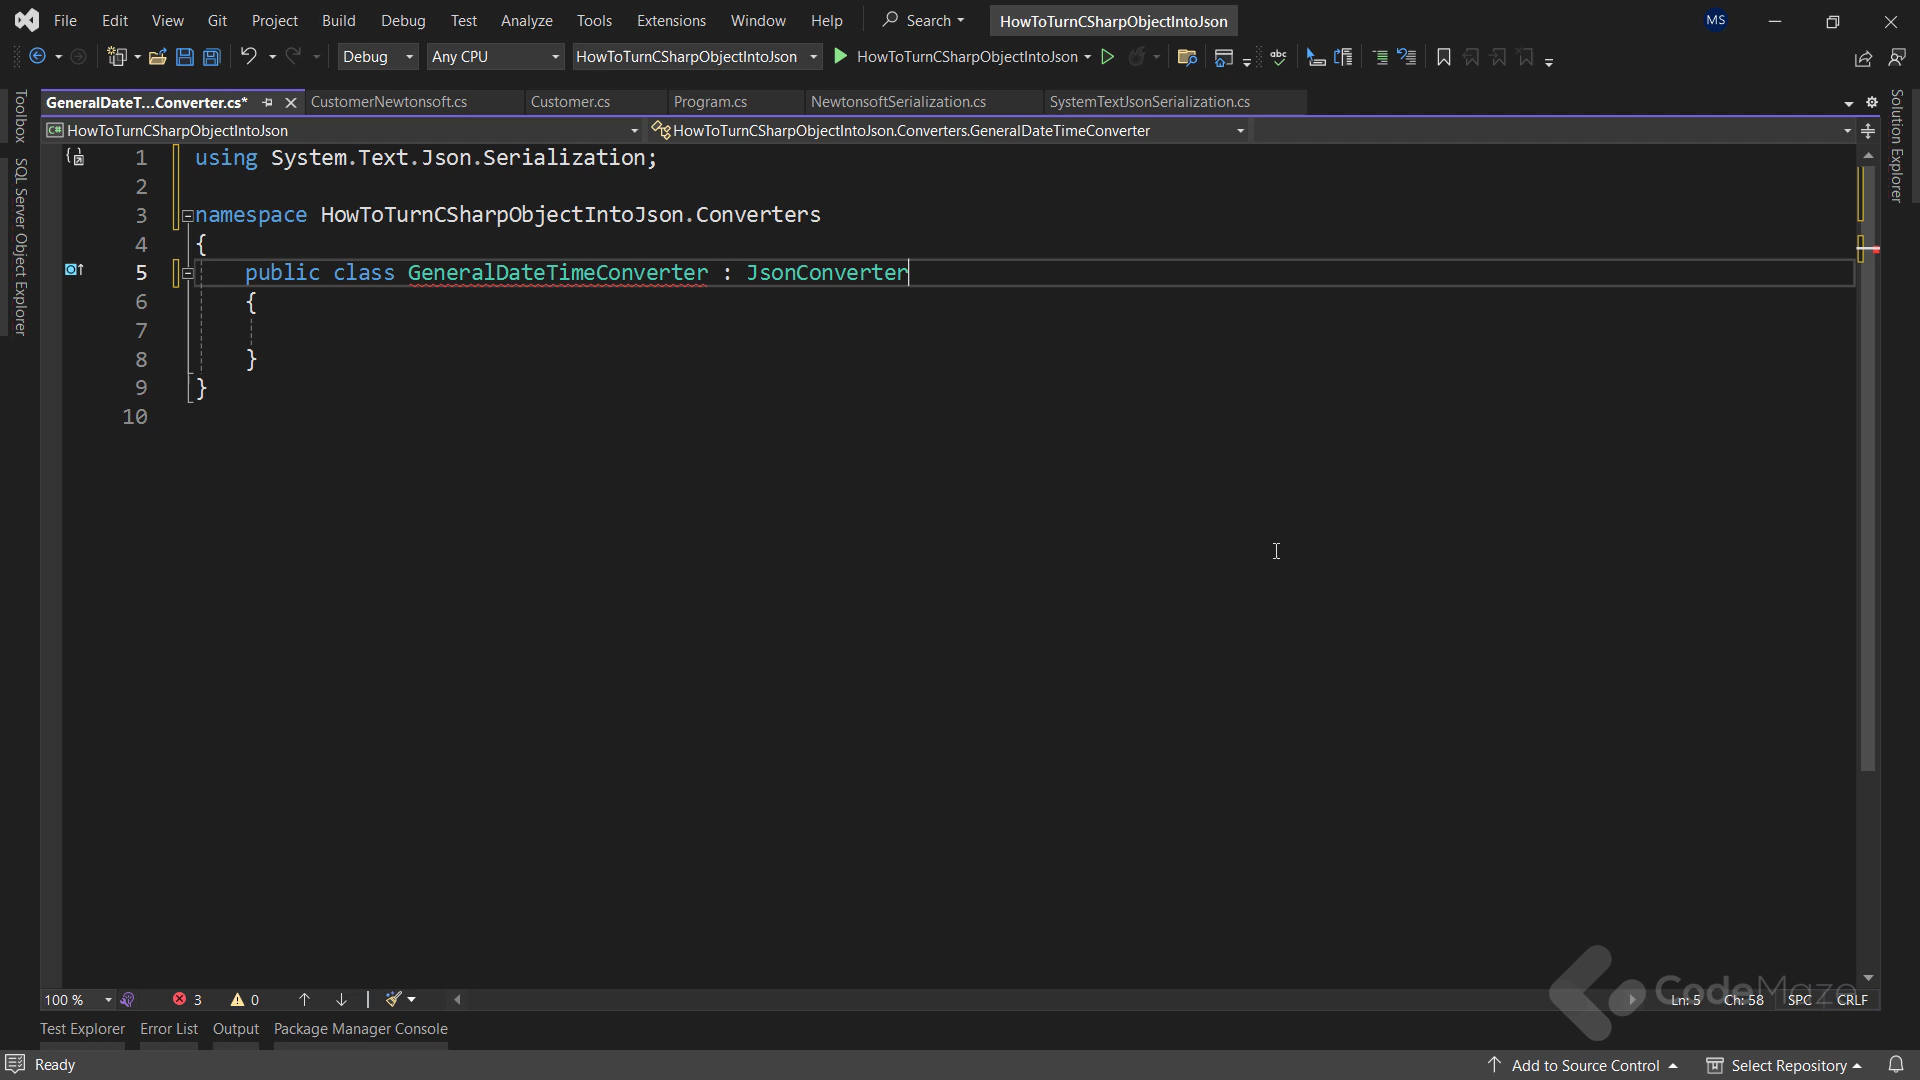 File Edit View Git Project Build Debug Test Analyze Tools Extensions Window Help Search HowToTurnCSharpObjectIntoJson MS
Debug Any CPU HowToTurnCSharpObjectIntoJson HowToTurnCSharpObjectIntoJson
GeneralDateT...Converter.cs* CustomerNewtonsoft.cs Customer.cs Program.cs NewtonsoftSerialization.cs SystemTextJsonSerialization.cs
C# HowToTurnCSharpObjectIntoJson HowToTurnCSharpObjectIntoJson.Converters.GeneralDateTimeConverter
Toolbox
SQL Server Object Explorer
Solution Explorer
1 using System.Text.Json.Serialization;
2
3 namespace HowToTurnCSharpObjectIntoJson.Converters
4 {
5 public class GeneralDateTimeConverter : JsonConverter
6 {
7
8 }
9 }
10
100 % 3 0 Ln: 5 Ch: 58 SPC CRLF
CodeMaze
Test Explorer Error List Output Package Manager Console
Ready Add to Source Control Select Repository